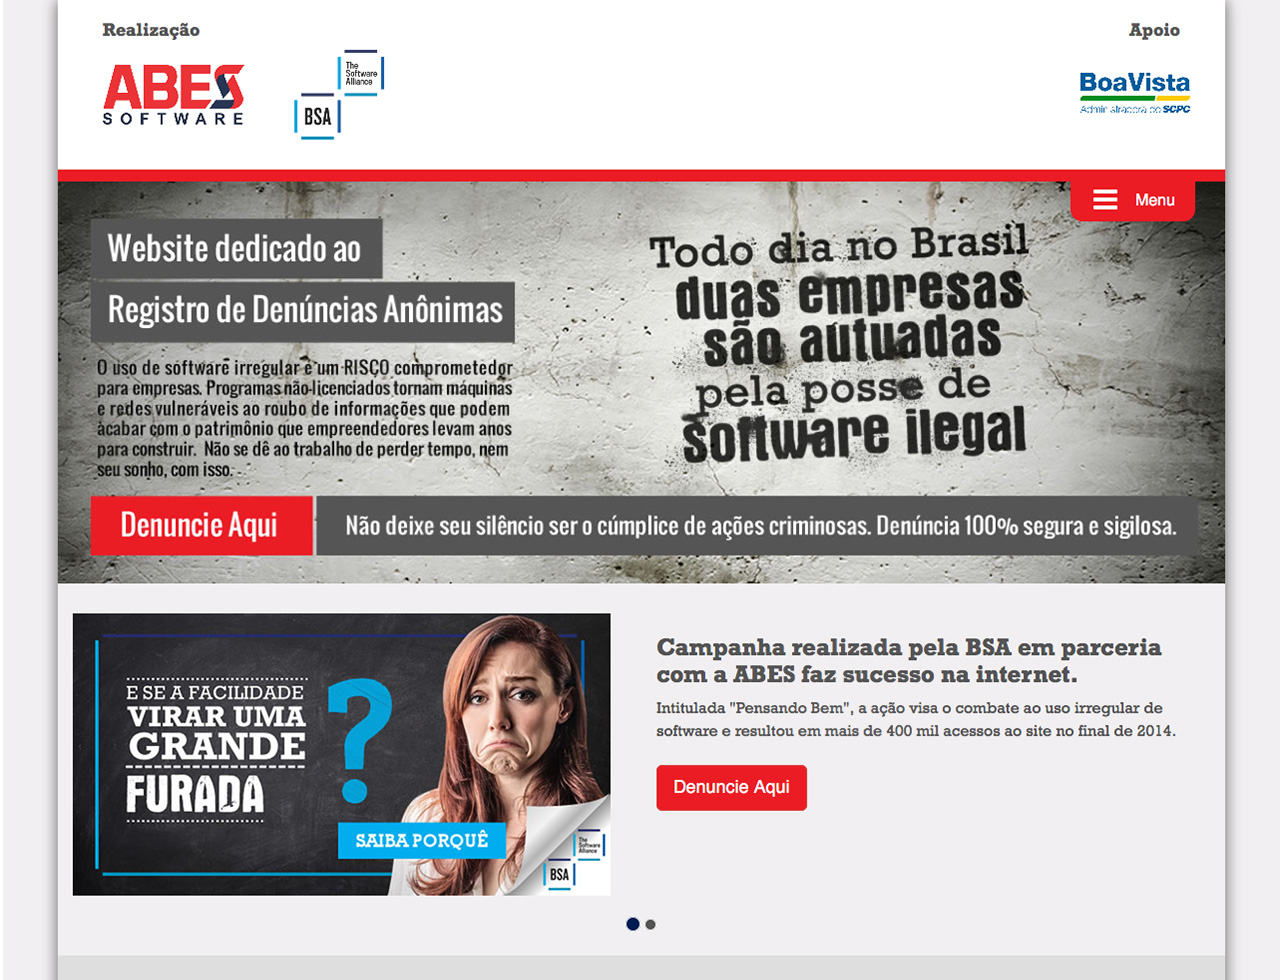 Realização
Apoio
ABES
SOFTWARE
The
Software
Alliance
BSA
BoaVista
Administradora do SCPC
Menu
Website dedicado ao
Registro de Denúncias Anônimas
O uso de software irregular é um RISCO comprometedor
para empresas. Programas não-licenciados tornam máquinas
e redes vulneráveis ao roubo de informações que podem
acabar com o patrimônio que empreendedores levam anos
para construir. Não se dê ao trabalho de perder tempo, nem
seu sonho, com isso.
Todo dia no Brasil
duas empresas
são autuadas
pela posse de
software ilegal
Denuncie Aqui
Não deixe seu silêncio ser o cúmplice de ações criminosas. Denúncia 100% segura e sigilosa.
E SE A FACILIDADE
VIRAR UMA
GRANDE
FURADA
?
SAIBA PORQUÊ
The
Software
Alliance
BSA
Campanha realizada pela BSA em parceria
com a ABES faz sucesso na internet.
Intitulada "Pensando Bem", a ação visa o combate ao uso irregular de
software e resultou em mais de 400 mil acessos ao site no final de 2014.
Denuncie Aqui